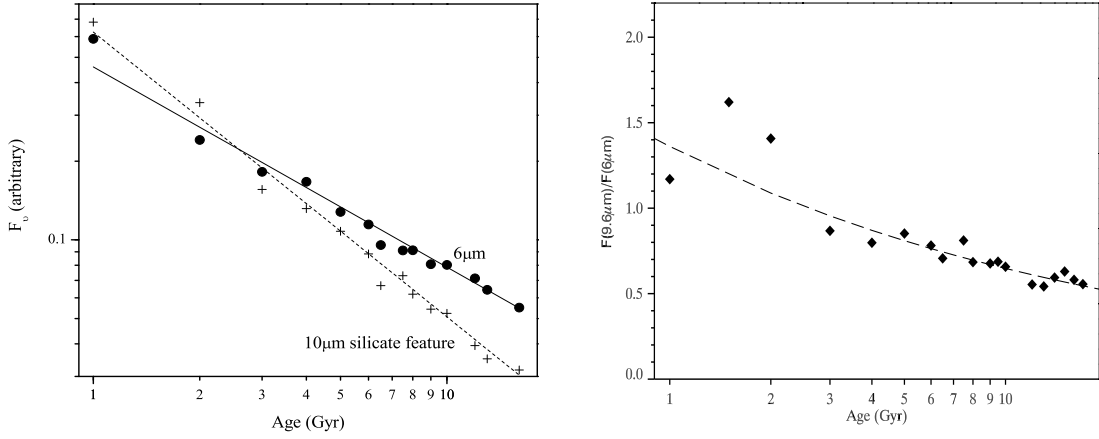 F_υ (arbitrary)
0.1
6μm
10μm silicate feature
1 2 3 4 5 6 7 8 9 10
Age (Gyr)
F(9.6μm)/F(6μm)
2.0
1.5
1.0
0.5
0.0
1 2 3 4 5 6 7 8 9 10
Age (Gyr)